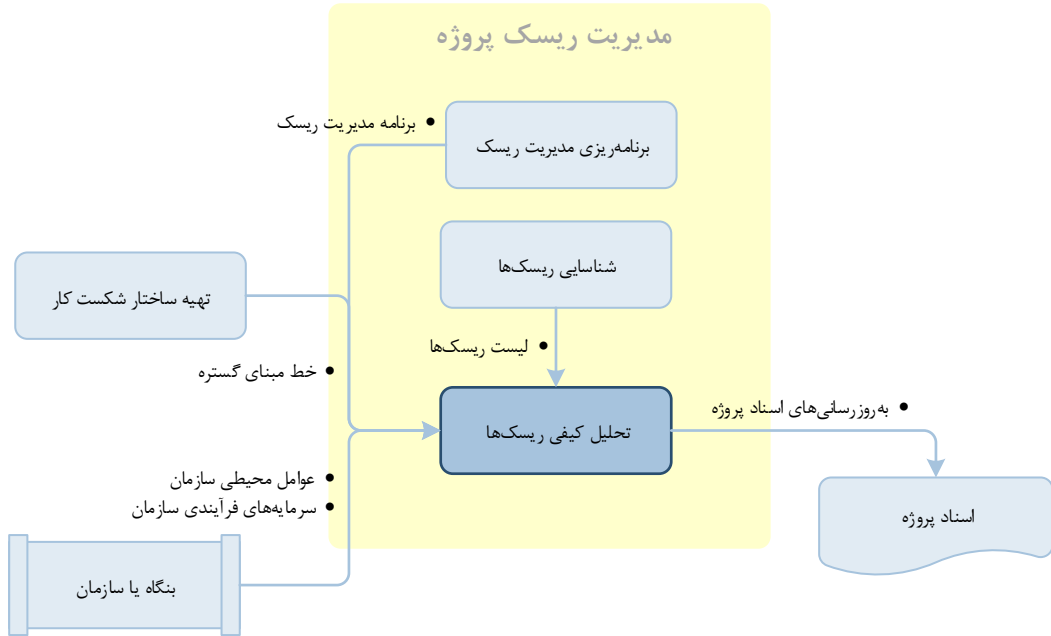 مدیریت ریسک پروژه
• برنامه مدیریت ریسک
برنامه‌ریزی مدیریت ریسک
شناسایی ریسک‌ها
تهیه ساختار شکست کار
• لیست ریسک‌ها
• خط مبنای گستره
• به‌روزرسانی‌های اسناد پروژه
تحلیل کیفی ریسک‌ها
• عوامل محیطی سازمان
• سرمایه‌های فرآیندی سازمان
اسناد پروژه
بنگاه یا سازمان